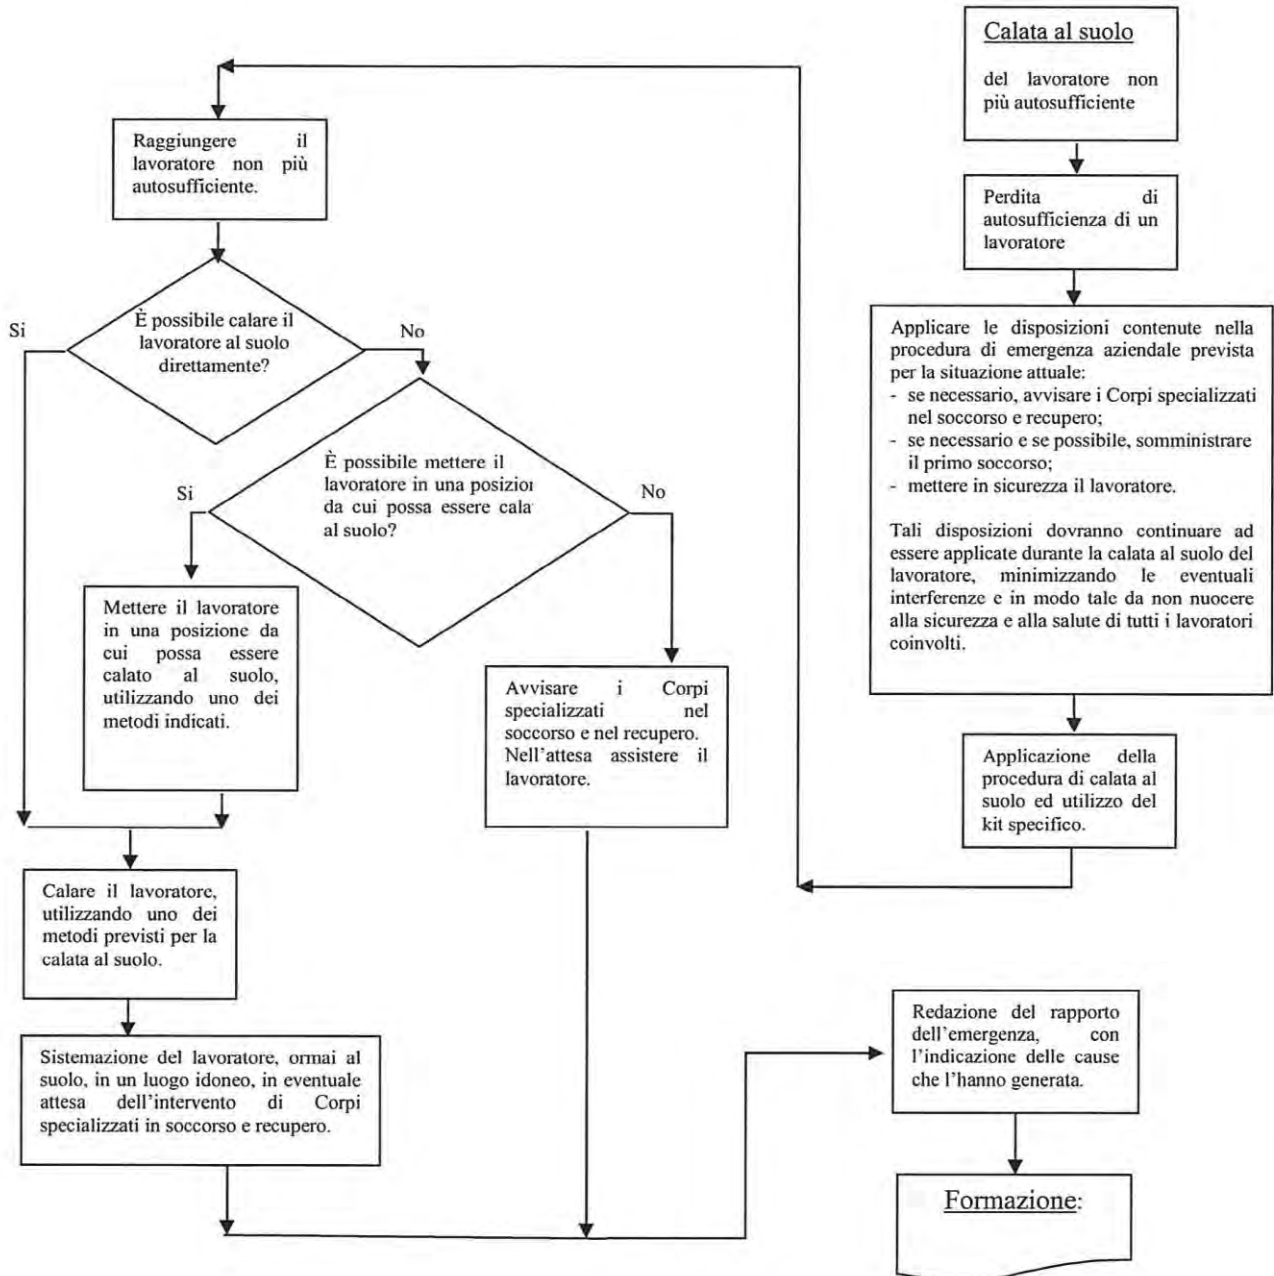 Calata al suolo
del lavoratore non
più autosufficiente
Perdita di
autosufficienza di un
lavoratore
Applicare le disposizioni contenute nella
procedura di emergenza aziendale prevista
per la situazione attuale:
- se necessario, avvisare i Corpi specializzati
nel soccorso e recupero;
- se necessario e se possibile, somministrare
il primo soccorso;
- mettere in sicurezza il lavoratore.
Tali disposizioni dovranno continuare ad
essere applicate durante la calata al suolo del
lavoratore, minimizzando le eventuali
interferenze e in modo tale da non nuocere
alla sicurezza e alla salute di tutti i lavoratori
coinvolti.
Applicazione della
procedura di calata al
suolo ed utilizzo del
kit specifico.
Raggiungere il
lavoratore non più
autosufficiente.
È possibile calare il
lavoratore al suolo
direttamente?
Si
No
È possibile mettere il
lavoratore in una posizion
da cui possa essere cala
al suolo?
Si
No
Mettere il lavoratore
in una posizione da
cui possa essere
calato al suolo,
utilizzando uno dei
metodi indicati.
Avvisare i Corpi
specializzati nel
soccorso e nel recupero.
Nell'attesa assistere il
lavoratore.
Calare il lavoratore,
utilizzando uno dei
metodi previsti per la
calata al suolo.
Sistemazione del lavoratore, ormai al
suolo, in un luogo idoneo, in eventuale
attesa dell'intervento di Corpi
specializzati in soccorso e recupero.
Redazione del rapporto
dell'emergenza, con
l'indicazione delle cause
che l'hanno generata.
Formazione: